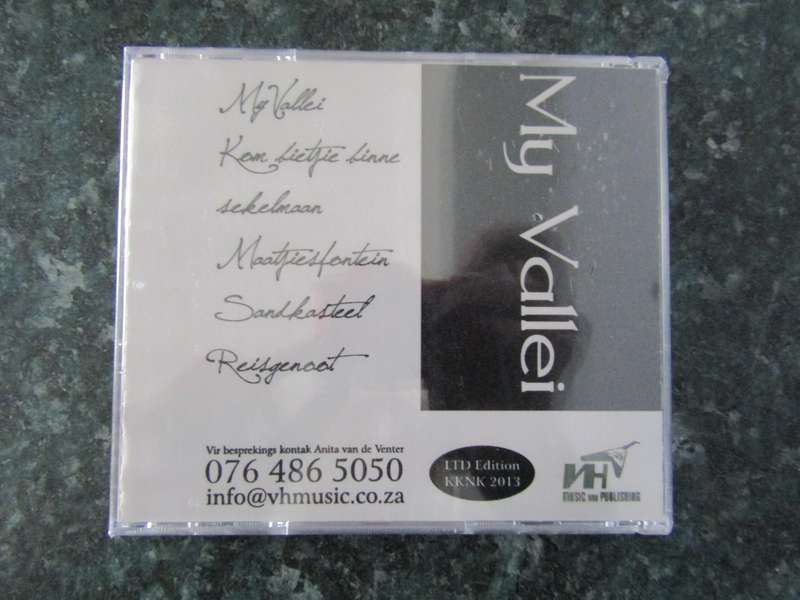 My Vallei
Kom bietjie binne
sekelmaan
Maatjiesfontein
Sandkasteel
Reisgenoot
My Vallei
Vir besprekings kontak Anita van de Venter
076 486 5050
info@vhmusic.co.za
LTD Edition
KKNK 2013
VH
MUSIC AND PUBLISHING